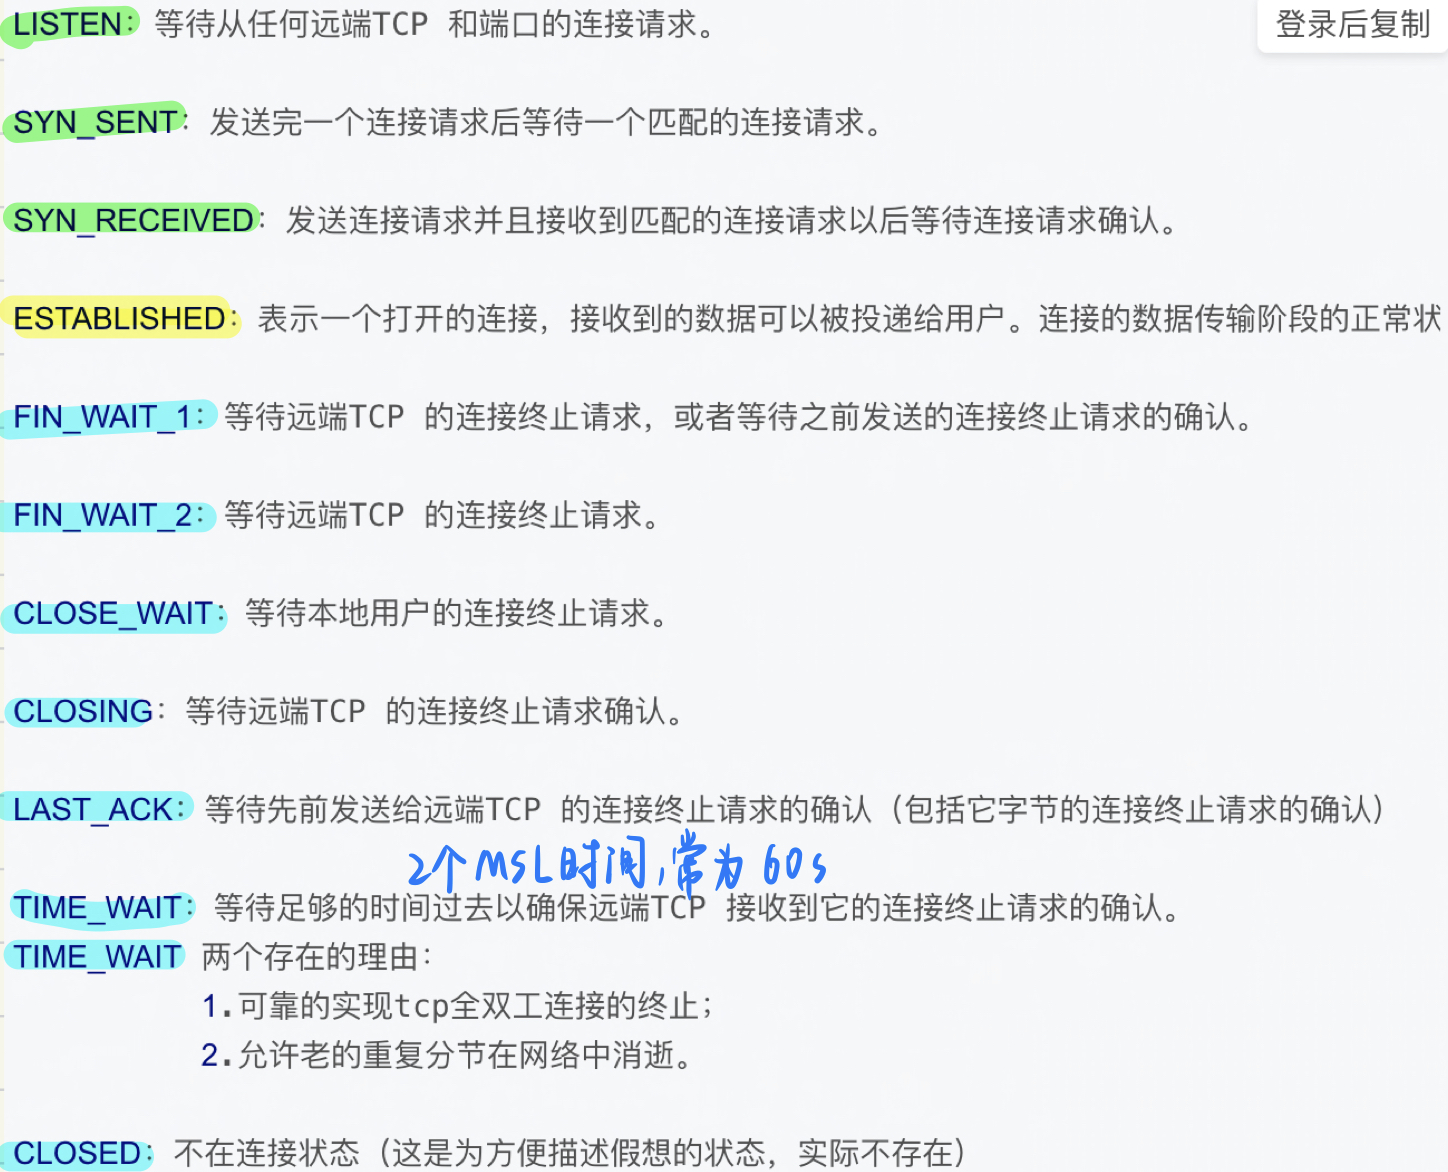 LISTEN：等待从任何远端TCP 和端口的连接请求。
登录后复制
SYN_SENT：发送完一个连接请求后等待一个匹配的连接请求。
SYN_RECEIVED：发送连接请求并且接收到匹配的连接请求以后等待连接请求确认。
ESTABLISHED：表示一个打开的连接，接收到的数据可以被投递给用户。连接的数据传输阶段的正常状
FIN_WAIT_1：等待远端TCP 的连接终止请求，或者等待之前发送的连接终止请求的确认。
FIN_WAIT_2：等待远端TCP 的连接终止请求。
CLOSE_WAIT：等待本地用户的连接终止请求。
CLOSING：等待远端TCP 的连接终止请求确认。
LAST_ACK：等待先前发送给远端TCP 的连接终止请求的确认（包括它字节的连接终止请求的确认）
2个MSL时间,常为60s
TIME_WAIT：等待足够的时间过去以确保远端TCP 接收到它的连接终止请求的确认。
TIME_WAIT 两个存在的理由：
1.可靠的实现tcp全双工连接的终止；
2.允许老的重复分节在网络中消逝。
CLOSED：不在连接状态（这是为方便描述假想的状态，实际不存在）